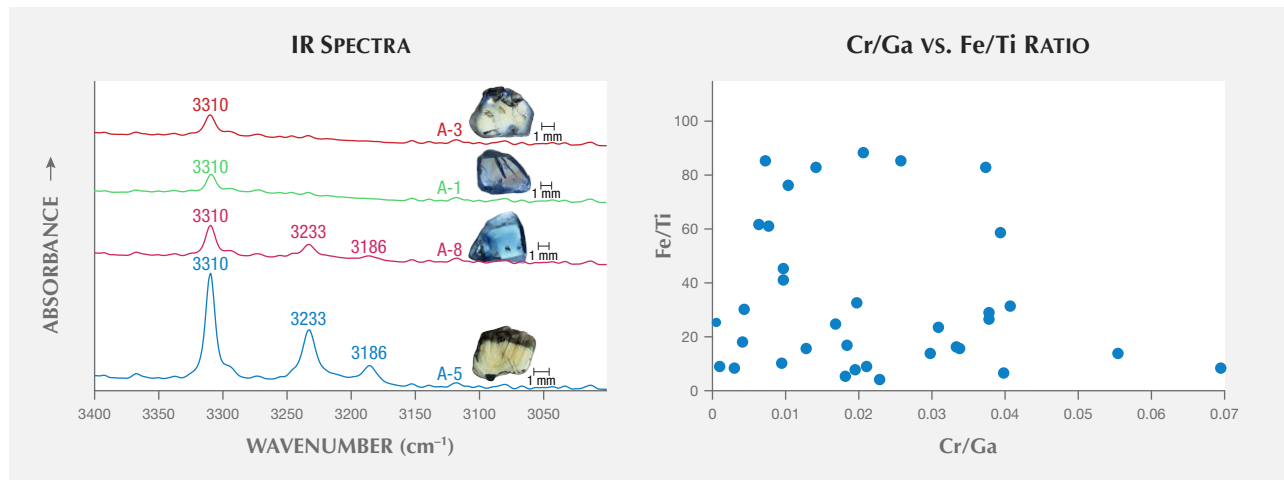 IR SPECTRA
3310
A-3
1 mm
3310
A-1
1 mm
3310
3233
3186
A-8
1 mm
3310
3233
3186
A-5
1 mm
ABSORBANCE →
3400 3350 3300 3250 3200 3150 3100 3050
WAVENUMBER (cm⁻¹)
Cr/Ga VS. Fe/Ti RATIO
100
80
60
40
20
0
Fe/Ti
0 0.01 0.02 0.03 0.04 0.05 0.06 0.07
Cr/Ga